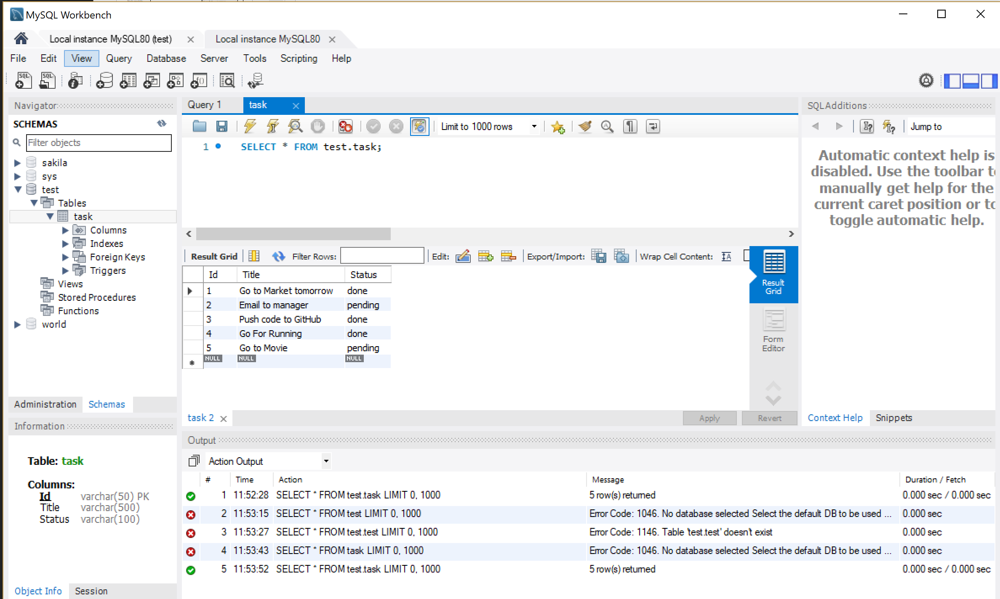 MySQL Workbench
Local instance MySQL80 (test)
Local instance MySQL80
File Edit View Query Database Server Tools Scripting Help
Navigator
SCHEMAS
Filter objects
sakila
sys
test
Tables
task
Columns
Indexes
Foreign Keys
Triggers
Views
Stored Procedures
Functions
world
Administration Schemas
Information
Table: task
Columns:
Id varchar(50) PK
Title varchar(500)
Status varchar(100)
Object Info Session
Query 1 task
Limit to 1000 rows
1 SELECT * FROM test.task;
Result Grid Filter Rows: Edit: Export/Import: Wrap Cell Content:
Id Title Status
1 Go to Market tomorrow done
2 Email to manager pending
3 Push code to GitHub done
4 Go For Running done
5 Go to Movie pending
NULL NULL NULL
Result
Grid
Form
Editor
task 2 Apply Revert
SQLAdditions
Jump to
Automatic context help is
disabled. Use the toolbar to
manually get help for the
current caret position or to
toggle automatic help.
Context Help Snippets
Output
Action Output
# Time Action Message Duration / Fetch
1 11:52:28 SELECT * FROM test.task LIMIT 0, 1000 5 row(s) returned 0.000 sec / 0.000 sec
2 11:53:15 SELECT * FROM test LIMIT 0, 1000 Error Code: 1046. No database selected Select the default DB to be used ... 0.000 sec
3 11:53:27 SELECT * FROM test.test LIMIT 0, 1000 Error Code: 1146. Table 'test.test' doesn't exist 0.000 sec
4 11:53:43 SELECT * FROM task LIMIT 0, 1000 Error Code: 1046. No database selected Select the default DB to be used ... 0.000 sec
5 11:53:52 SELECT * FROM test.task LIMIT 0, 1000 5 row(s) returned 0.000 sec / 0.000 sec